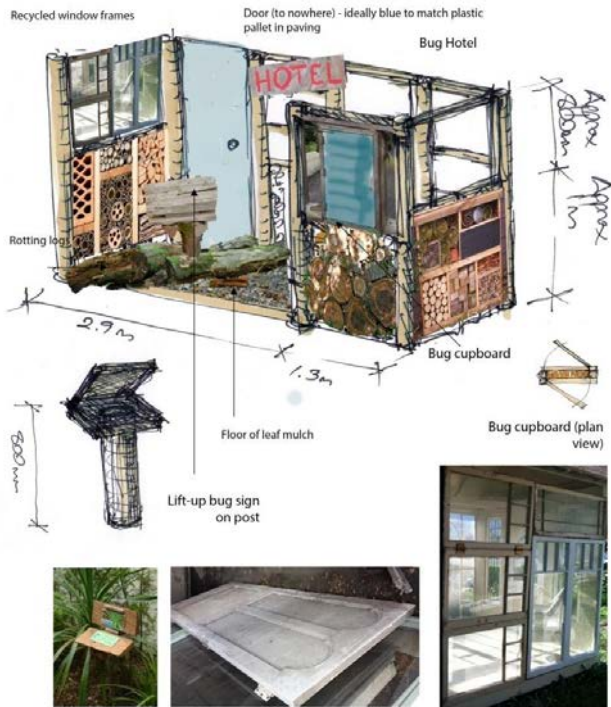 Recycled window frames
Door (to nowhere) - ideally blue to match plastic
pallet in paving
Bug Hotel
HOTEL
Approx
800mm
Approx
1m
Rotting logs
2.9m
1.3m
Bug cupboard
800mm
Floor of leaf mulch
Bug cupboard (plan
view)
Lift-up bug sign
on post